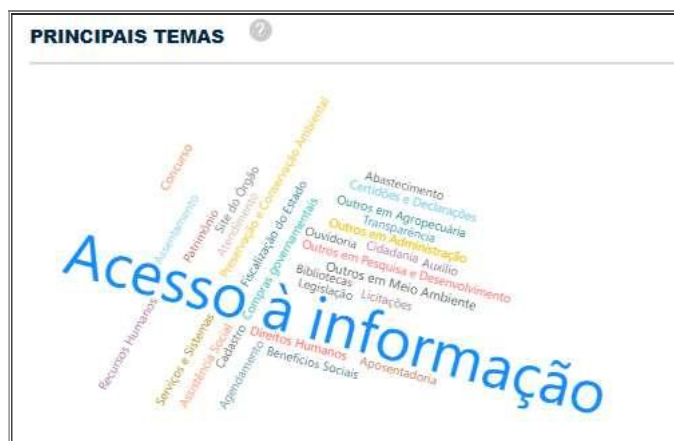 PRINCIPAIS TEMAS ?
Concurso
Assentamento
Patrimônio
Site do Órgão
Atendimento
Preservação e Conservação Ambiental
Fiscalização do Estado
Compras governamentais
Abastecimento
Certidões e Declarações
Outros em Agropecuária
Transparência
Outros em Administração
Ouvidoria
Cidadania
Auxílio
Outros em Pesquisa e Desenvolvimento
Outros em Meio Ambiente
Bibliotecas
Legislação
Licitações
Acesso à informação
Recursos Humanos
Serviços e Sistemas
Assistência Social
Cadastro
Agendamento
Direitos Humanos
Aposentadoria
Benefícios Sociais